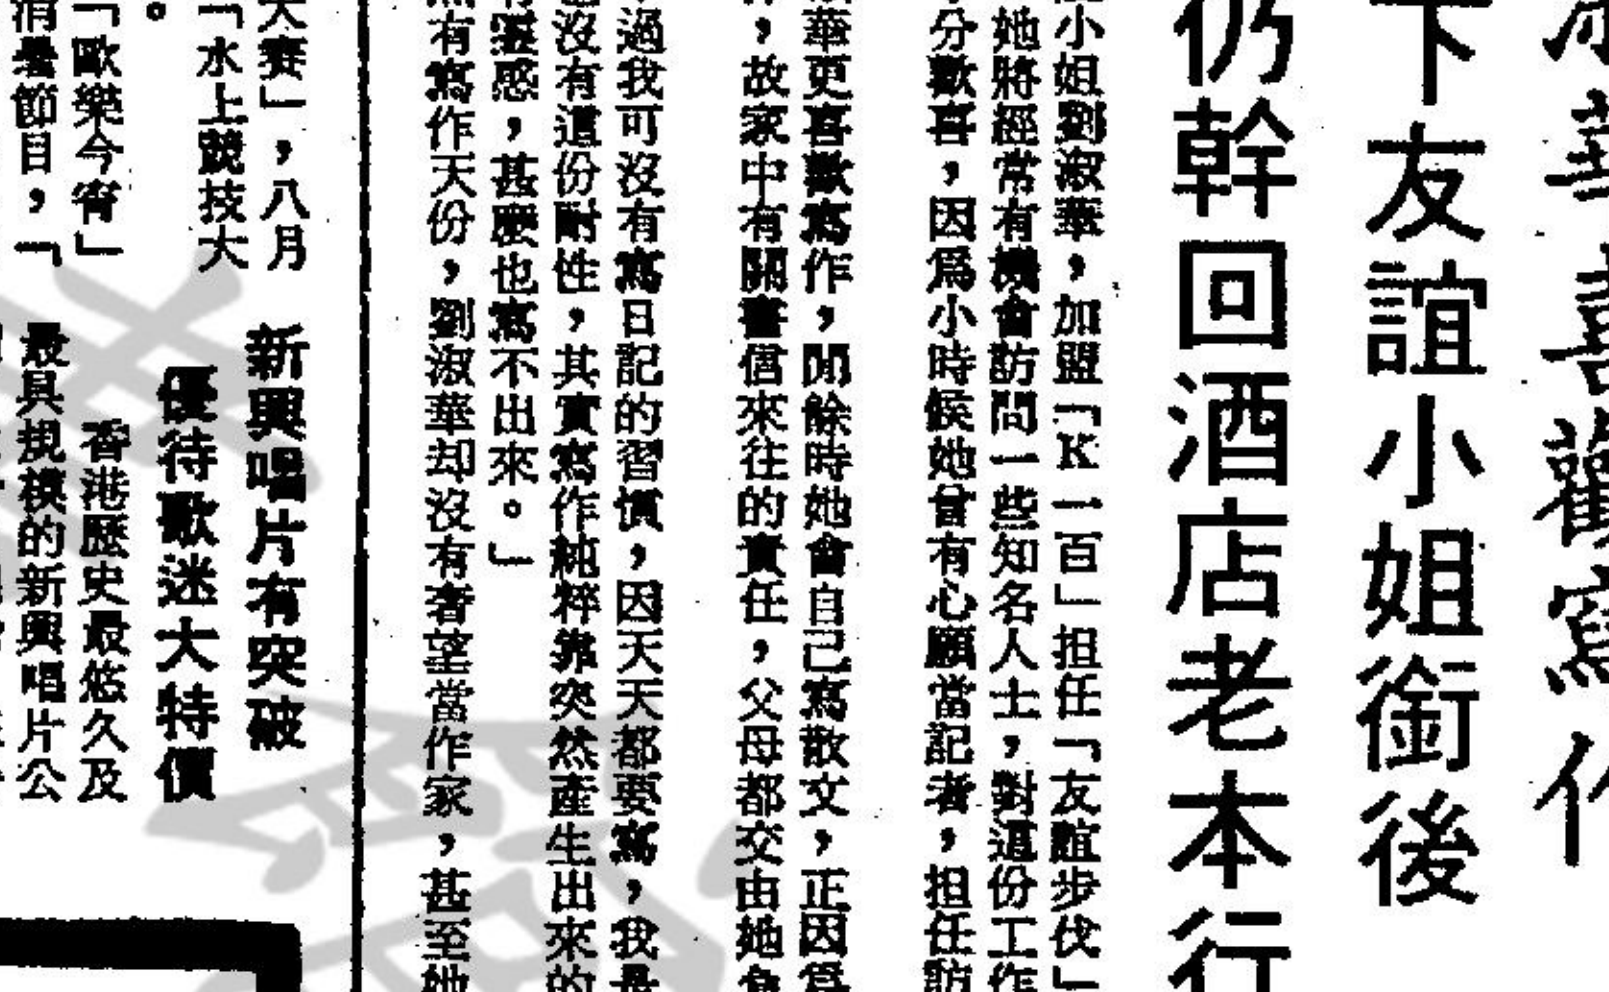 華喜歡寫作
下友誼小姐銜後
仍幹回酒店老本行
小姐劉淑華，加盟「K一百」担任「友誼步伐」
她將經常有機會訪問一些知名人士，對這份工作
分歡喜，因爲小時候她曾有心願當記者，担任訪
華更喜歡寫作，閒餘時她會自己寫散文，正因爲
，故家中有關書信來往的責任，父母都交由她負
過我可沒有寫日記的習慣，因天天都要寫，我是
沒有這份耐性，其實寫作純粹靠突然產生出來的
感，甚麼也寫不出來。」
有寫作天份，劉淑華却沒有奢望當作家，甚至她
大賽」，八月
「水上競技大
。
「歐樂今宵」
消暑節目，「
新興唱片有突破
優待歌迷大特價
香港歷史最悠久及
最具規模的新興唱片公